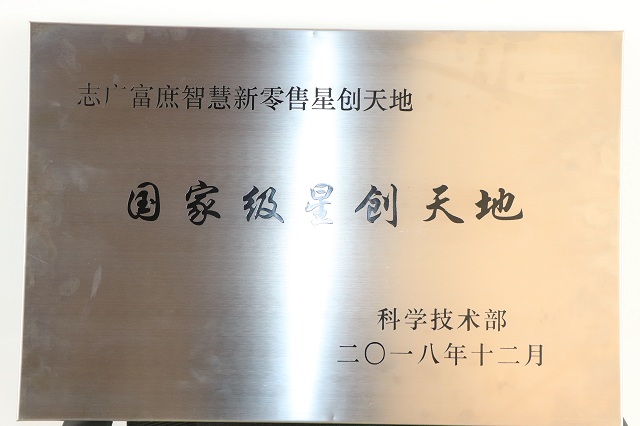 志广富庶智慧新零售星创天地
国家级星创天地
科学技术部
二〇一八年十二月